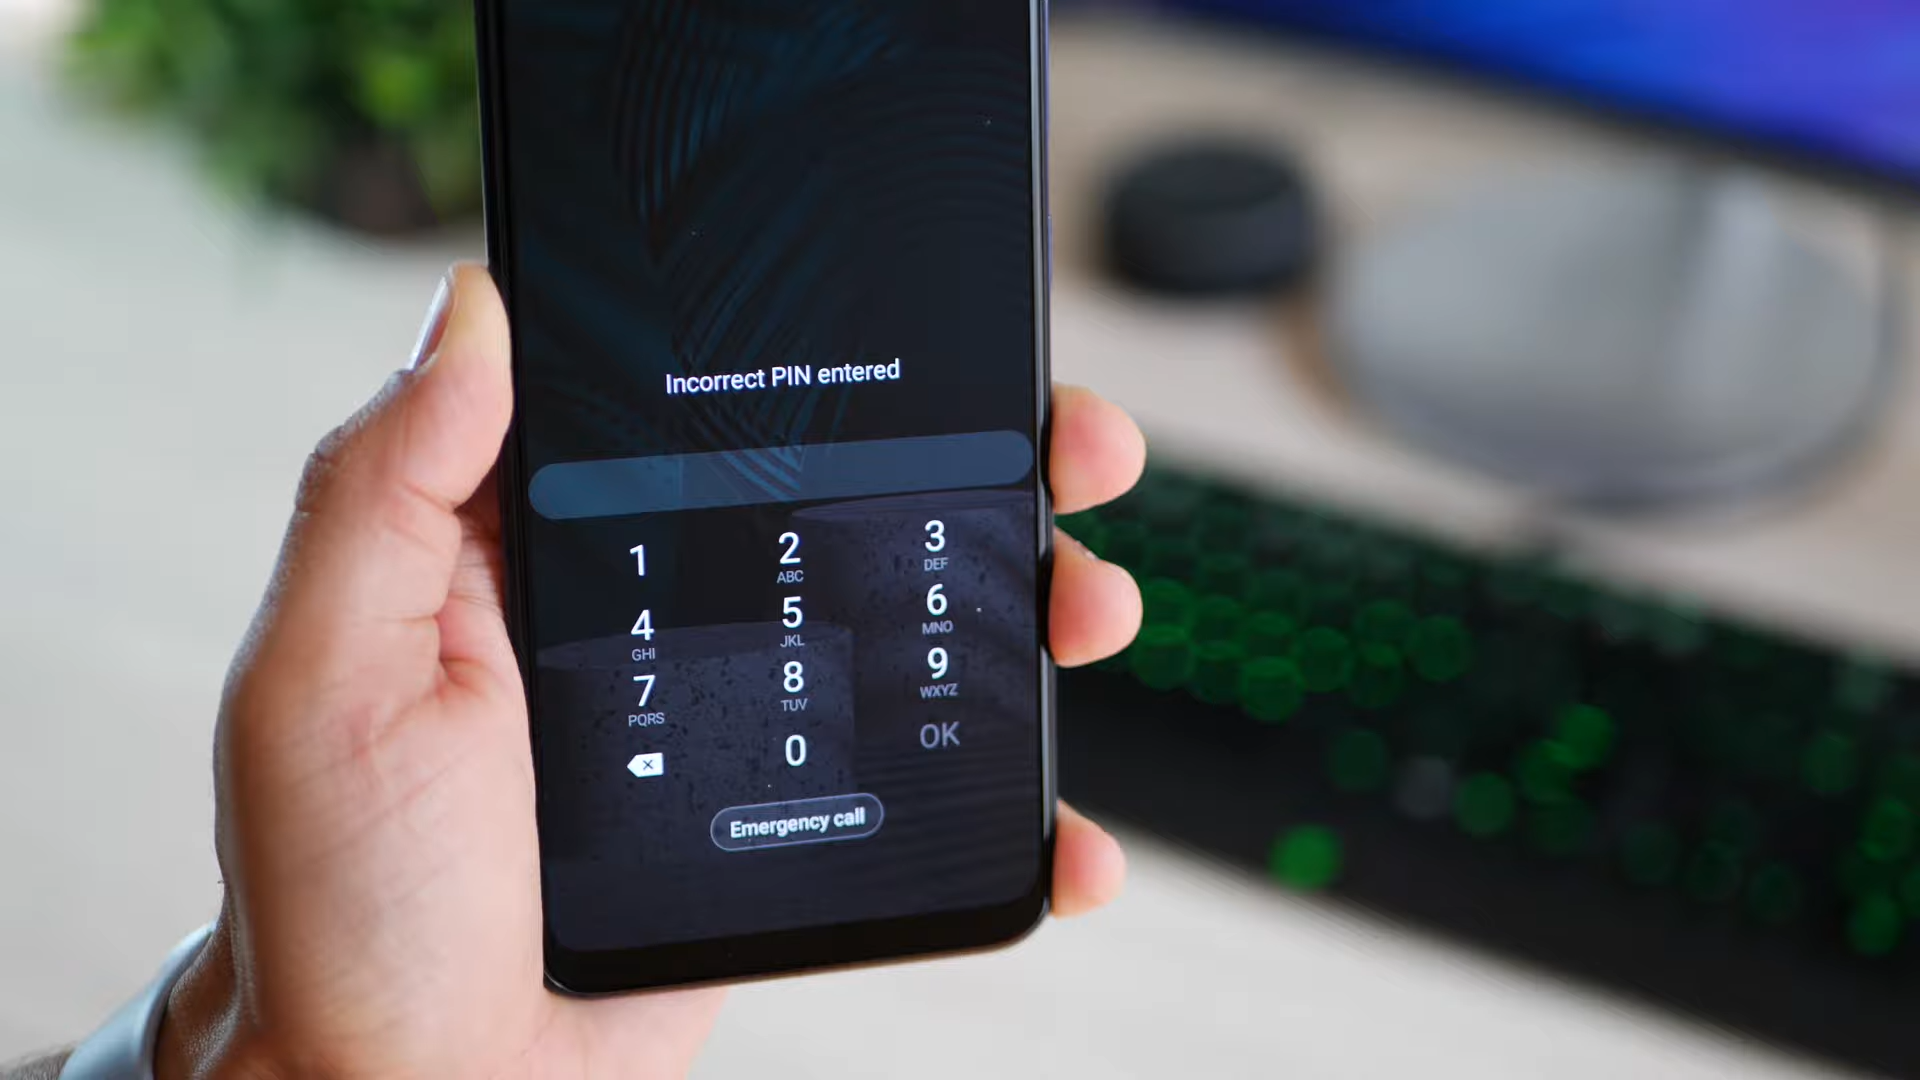 Incorrect PIN entered
1 2 3
ABC DEF
4 5 6
GHI JKL MNO
7 8 9
PQRS TUV WXYZ
0 OK
Emergency call